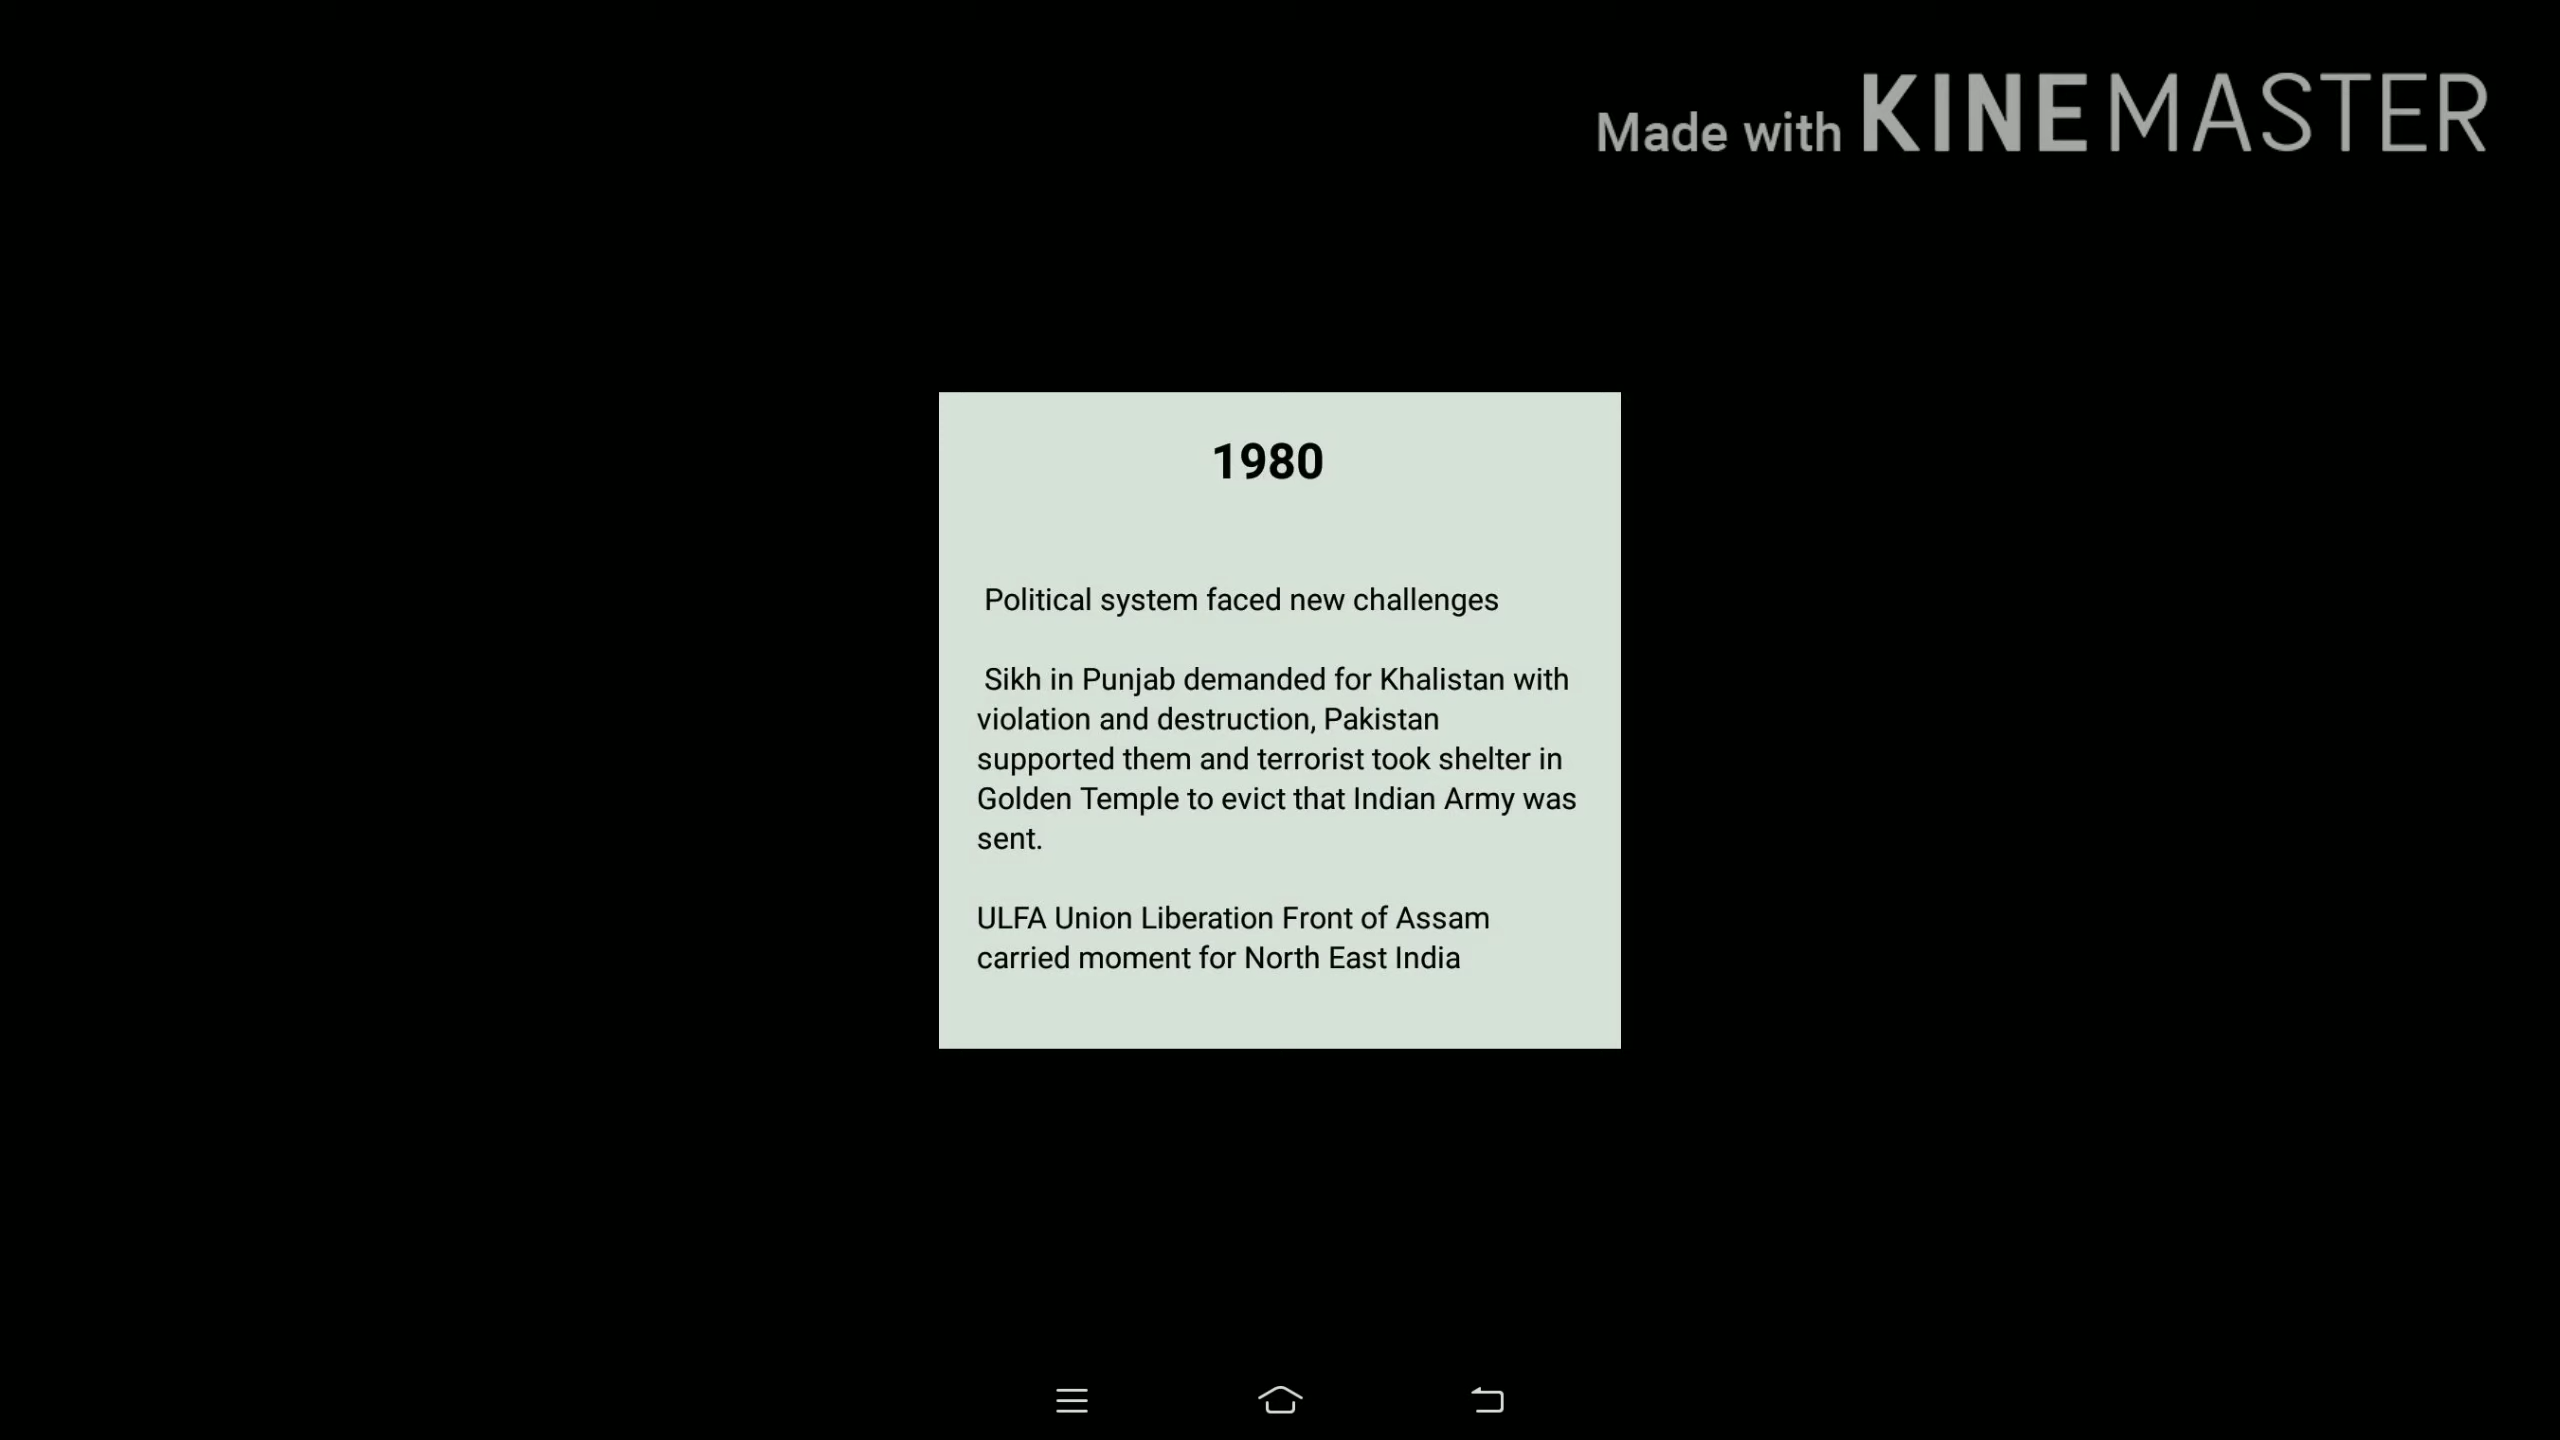 Made with KINEMASTER
1980
Political system faced new challenges
Sikh in Punjab demanded for Khalistan with
violation and destruction, Pakistan
supported them and terrorist took shelter in
Golden Temple to evict that Indian Army was
sent.
ULFA Union Liberation Front of Assam
carried moment for North East India